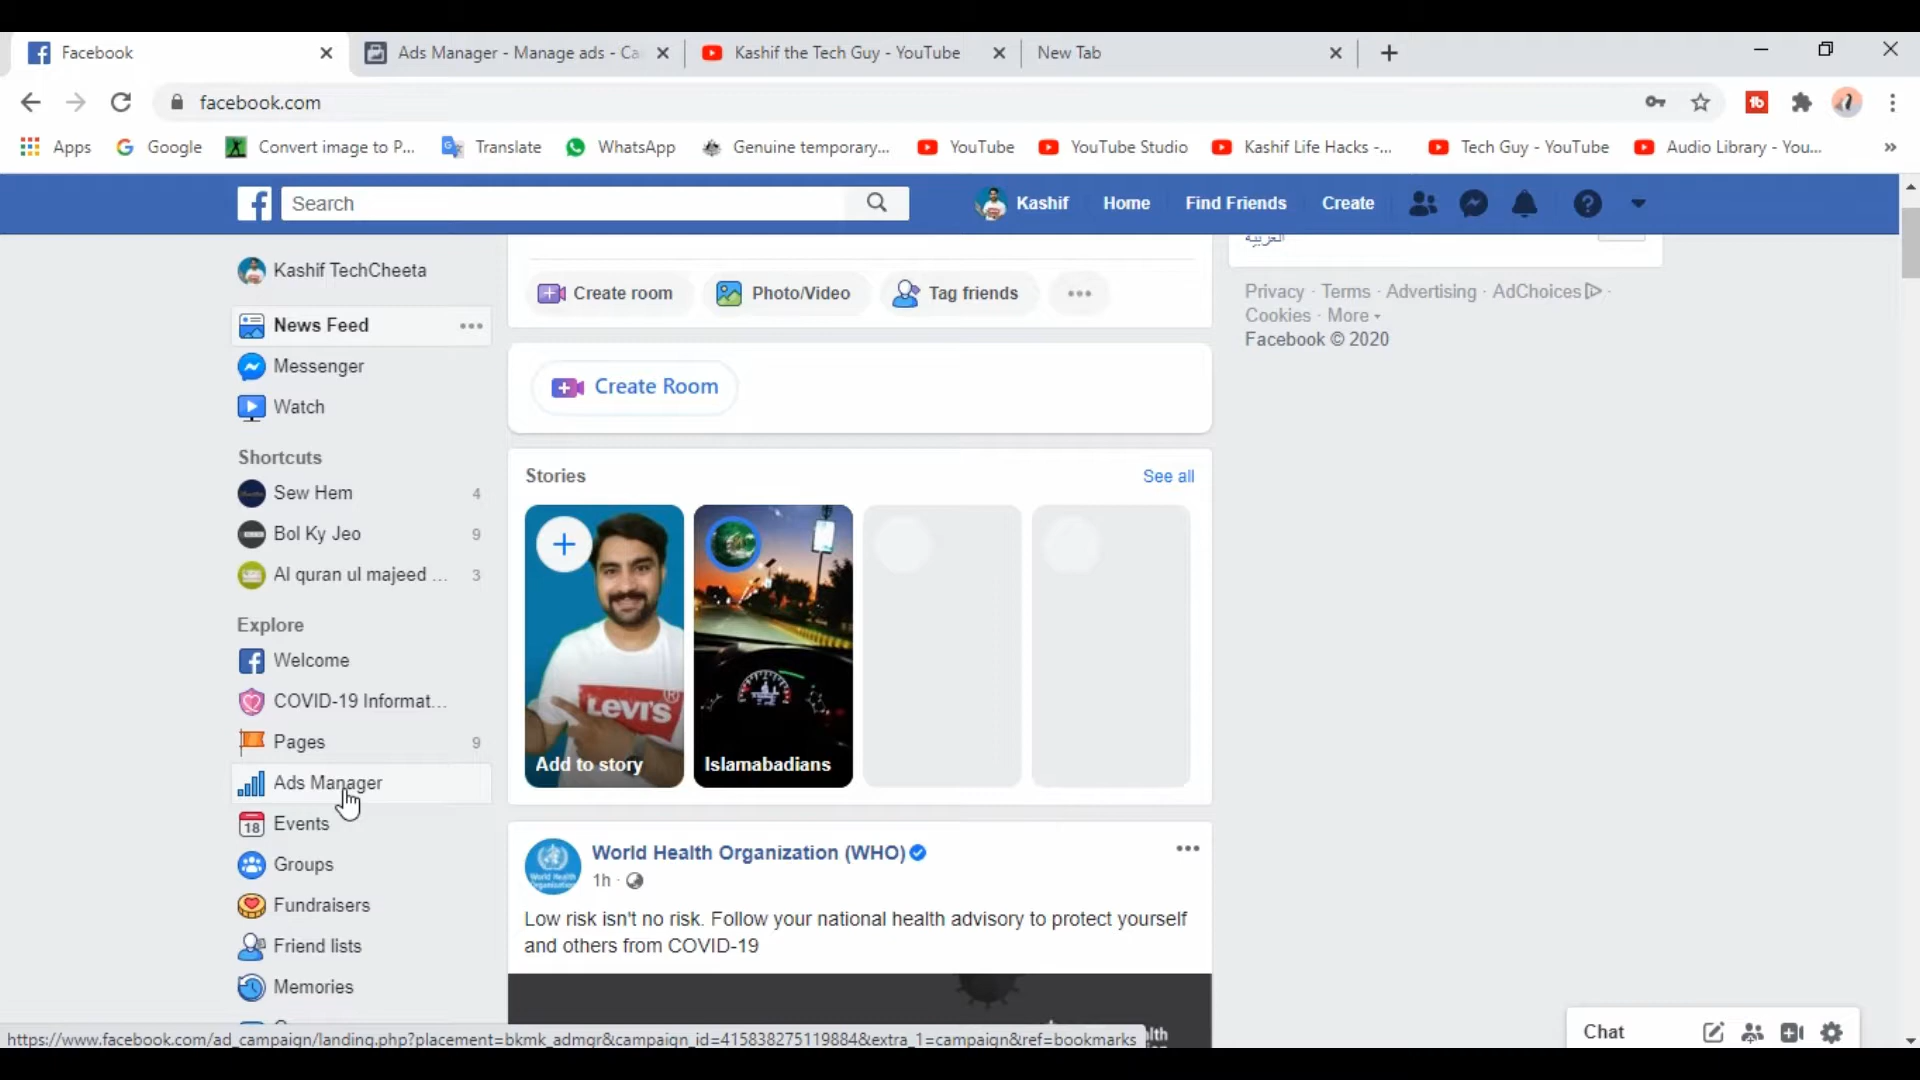 Facebook
Ads Manager - Manage ads - Ca
Kashif the Tech Guy - YouTube
New Tab
facebook.com
Apps
Google
Convert image to P...
Translate
WhatsApp
Genuine temporary...
YouTube
YouTube Studio
Kashif Life Hacks -...
Tech Guy - YouTube
Audio Library - You...
Search
Kashif
Home
Find Friends
Create
العربية
Kashif TechCheeta
News Feed
Messenger
Watch
Shortcuts
Sew Hem 4
Bol Ky Jeo 9
Al quran ul majeed ... 3
Explore
Welcome
COVID-19 Informat...
Pages 9
Ads Manager
18 Events
Groups
Fundraisers
Friend lists
Memories
Create room
Photo/Video
Tag friends
Create Room
Stories
See all
LEVI'S
Add to story
Islamabadians
World Health Organization (WHO)
1h ·
Low risk isn't no risk. Follow your national health advisory to protect yourself
and others from COVID-19
Privacy · Terms · Advertising · AdChoices ·
Cookies · More
Facebook © 2020
Chat
https://www.facebook.com/ad_campaign/landing.php?placement=bkmk_admgr&campaign_id=415838275119884&extra_1=campaign&ref=bookmarks